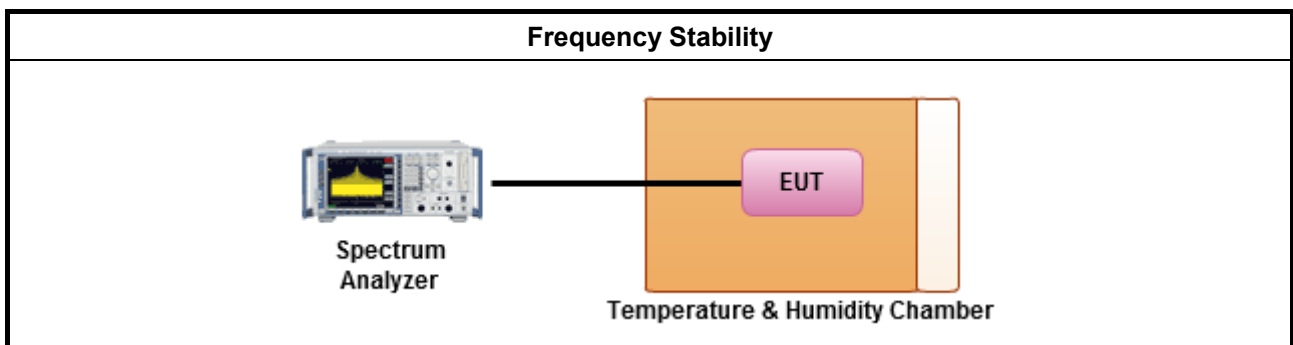 Frequency Stability
EUT
Spectrum
Analyzer
Temperature & Humidity Chamber